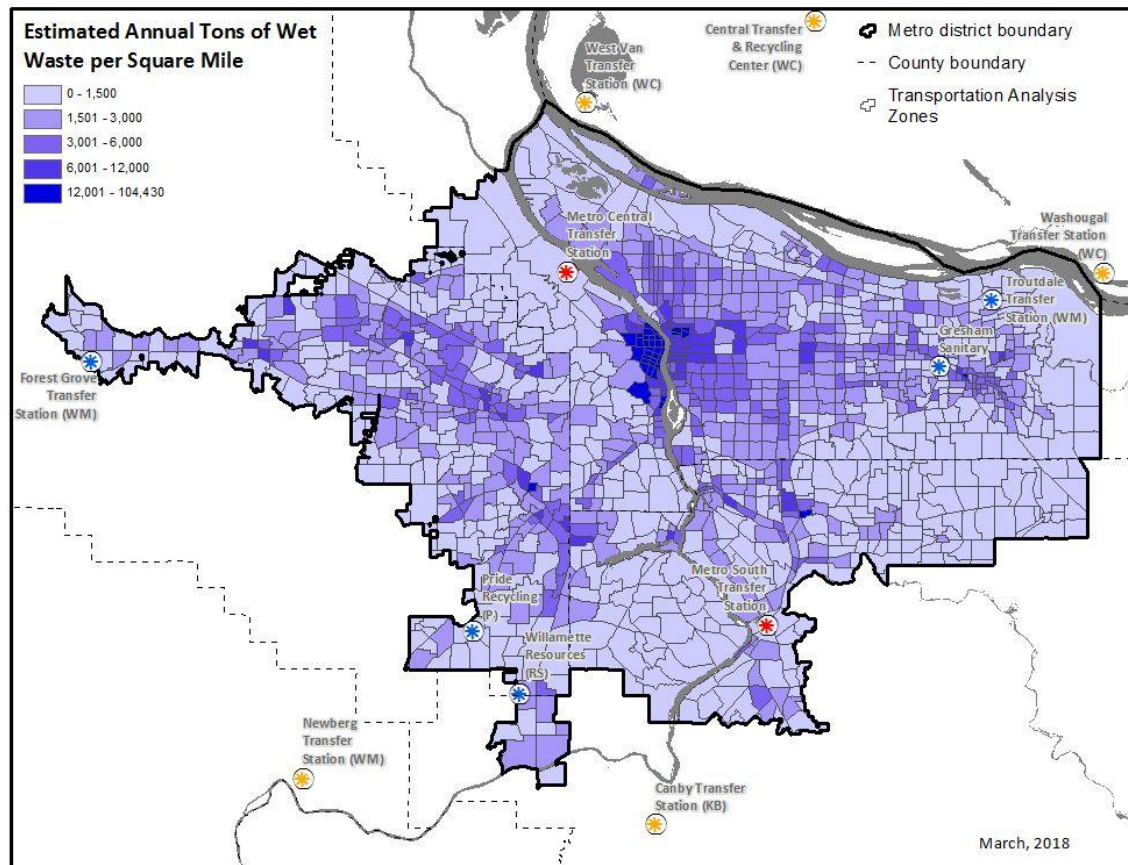 Estimated Annual Tons of Wet
Waste per Square Mile
0 - 1,500
1,501 - 3,000
3,001 - 6,000
6,001 - 12,000
12,001 - 104,430
West Van
Transfer
Station (WC)
Central Transfer
& Recycling
Center (WC)
Metro district boundary
County boundary
Transportation Analysis
Zones
Metro Central
Transfer
Station
Washougal
Transfer Station
(WC)
Troutdale
Transfer
Station (WM)
Gresham
Sanitary
Forest Grove
Transfer
Station (WM)
Pride
Recycling
(P)
Metro South
Transfer
Station
Willamette
Resources
(RS)
Newberg
Transfer
Station (WM)
Canby Transfer
Station (KB)
March, 2018